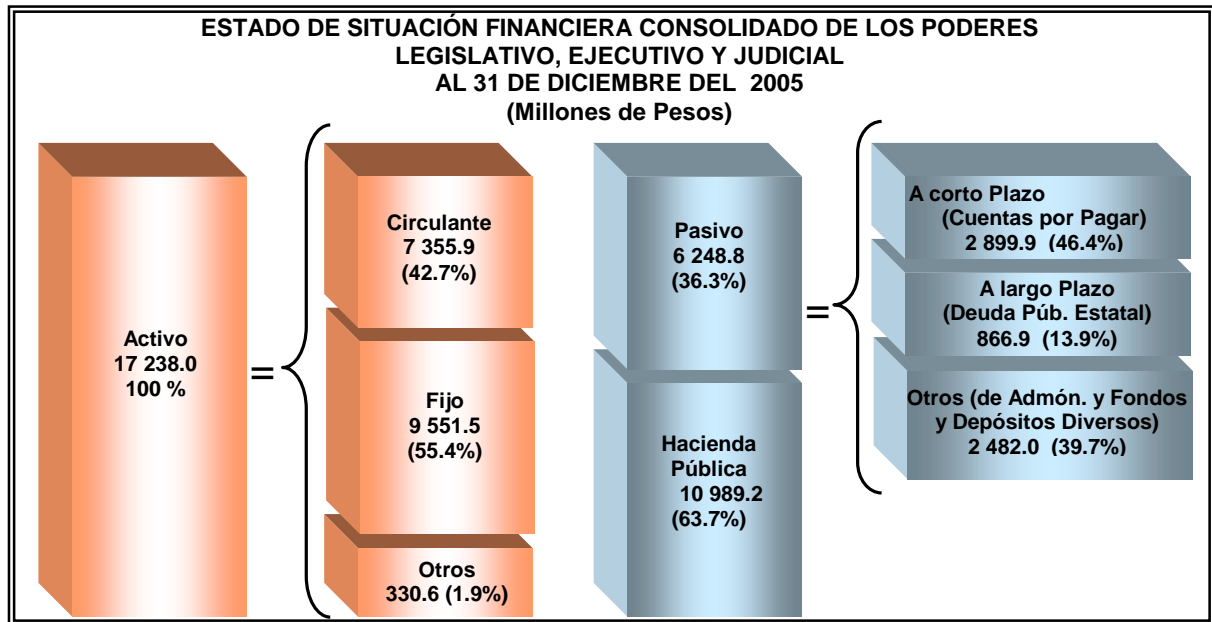 ESTADO DE SITUACIÓN FINANCIERA CONSOLIDADO DE LOS PODERES
LEGISLATIVO, EJECUTIVO Y JUDICIAL
AL 31 DE DICIEMBRE DEL 2005
(Millones de Pesos)
Activo
17 238.0
100 %
=
Circulante
7 355.9
(42.7%)
Fijo
9 551.5
(55.4%)
Otros
330.6 (1.9%)
Pasivo
6 248.8
(36.3%)
Hacienda
Pública
10 989.2
(63.7%)
=
A corto Plazo
(Cuentas por Pagar)
2 899.9 (46.4%)
A largo Plazo
(Deuda Púb. Estatal)
866.9 (13.9%)
Otros (de Admón. y Fondos
y Depósitos Diversos)
2 482.0 (39.7%)